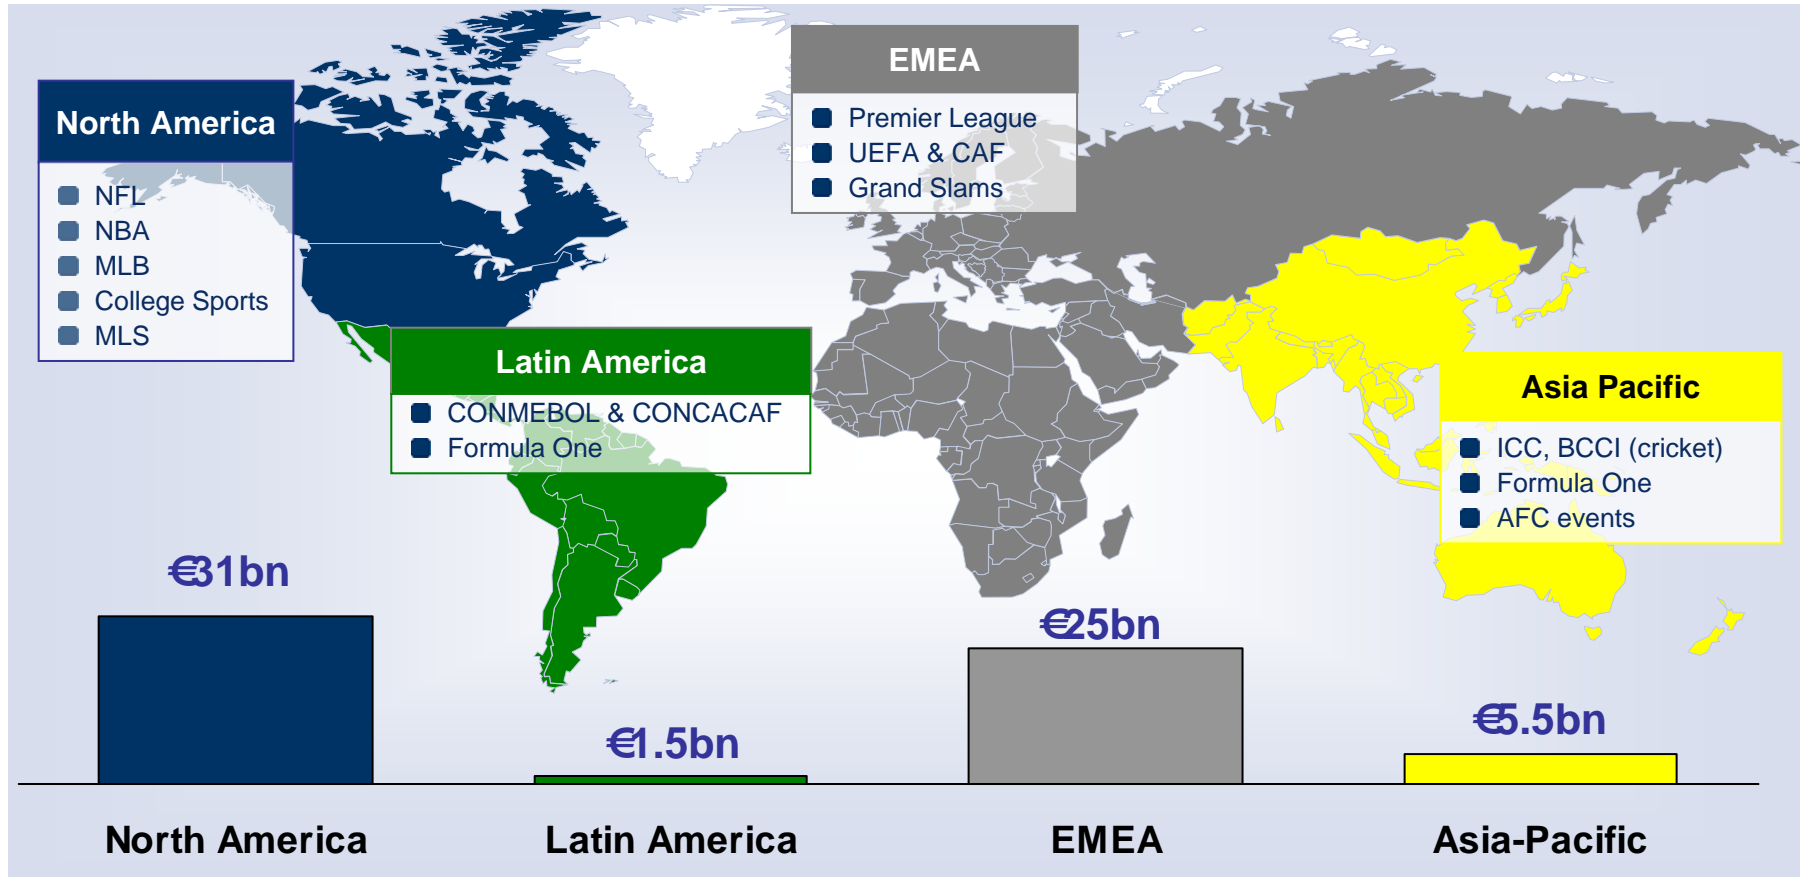 EMEA
Premier League
UEFA & CAF
Grand Slams
North America
NFL
NBA
MLB
College Sports
MLS
Latin America
CONMEBOL & CONCACAF
Formula One
Asia Pacific
ICC, BCCI (cricket)
Formula One
AFC events
€31bn
€1.5bn
€25bn
€5.5bn
North America
Latin America
EMEA
Asia-Pacific